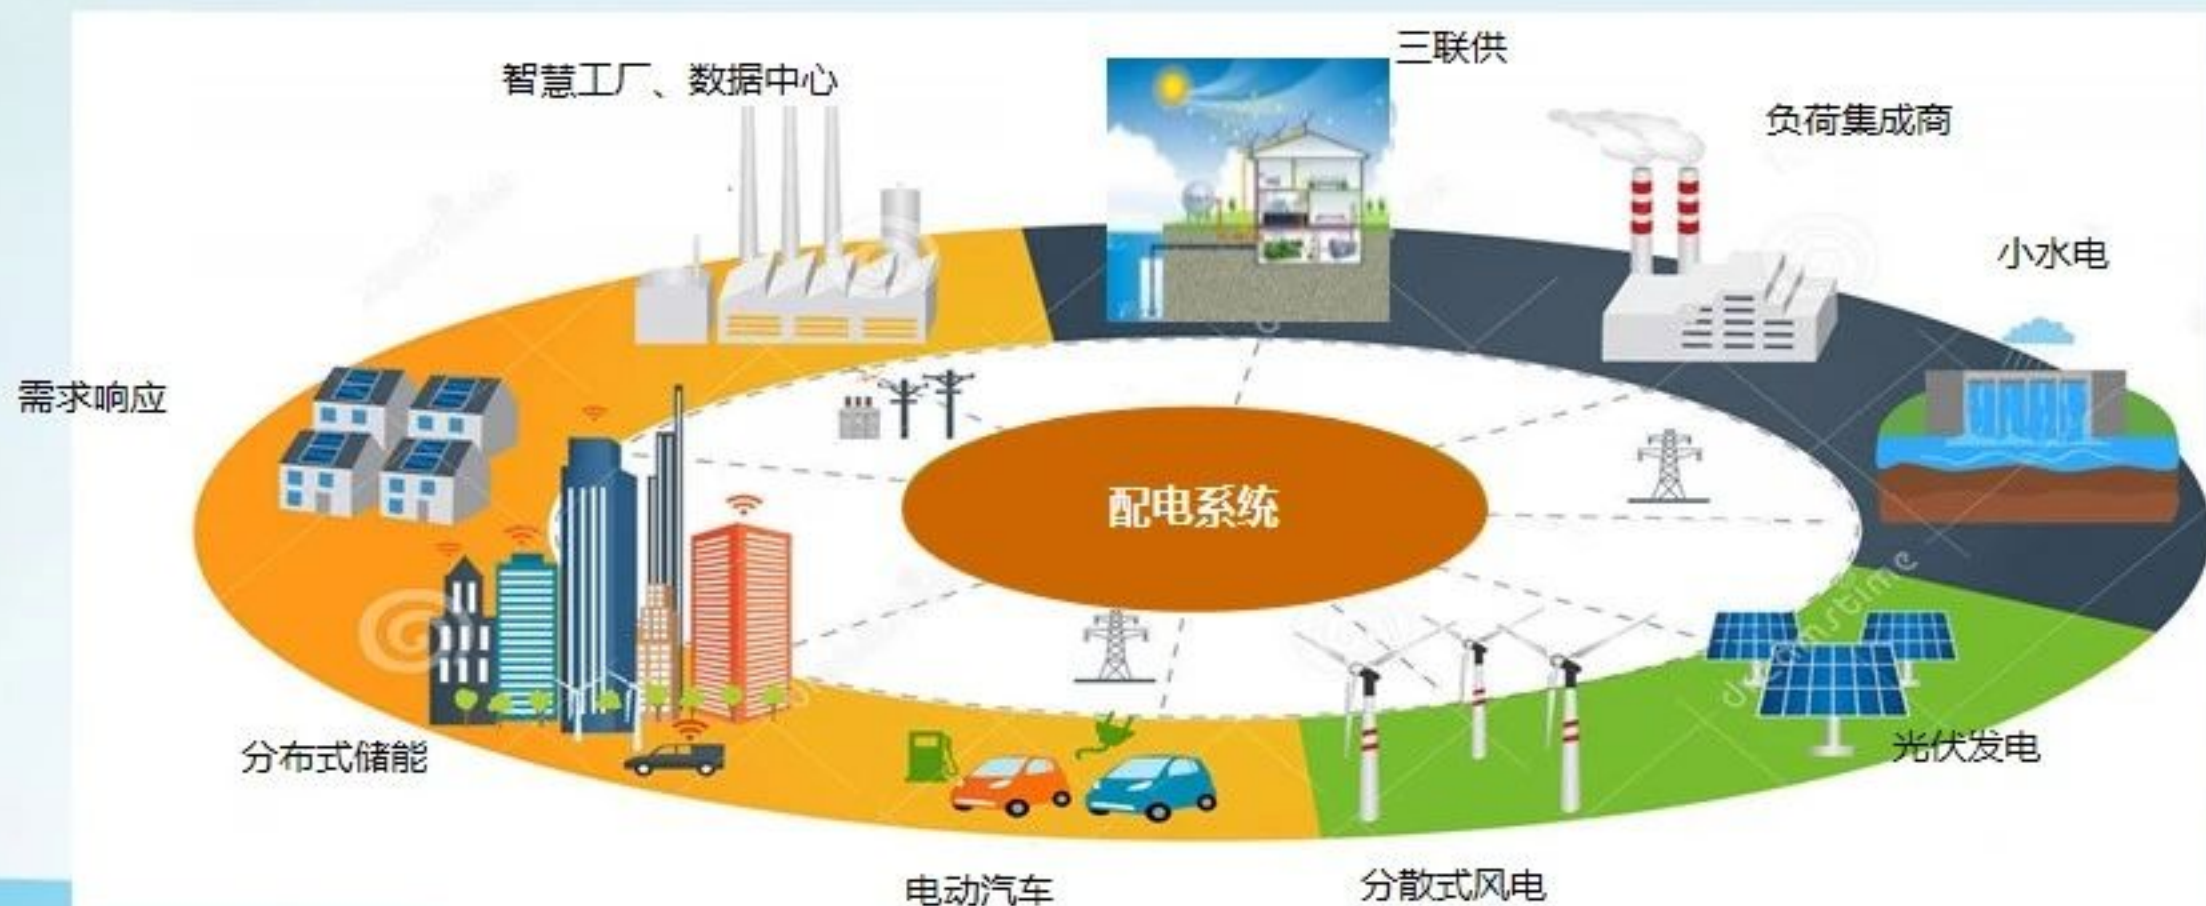 三联供
智慧工厂、数据中心
负荷集成商
小水电
需求响应
配电系统
分布式储能
光伏发电
电动汽车
分散式风电
dreamstime